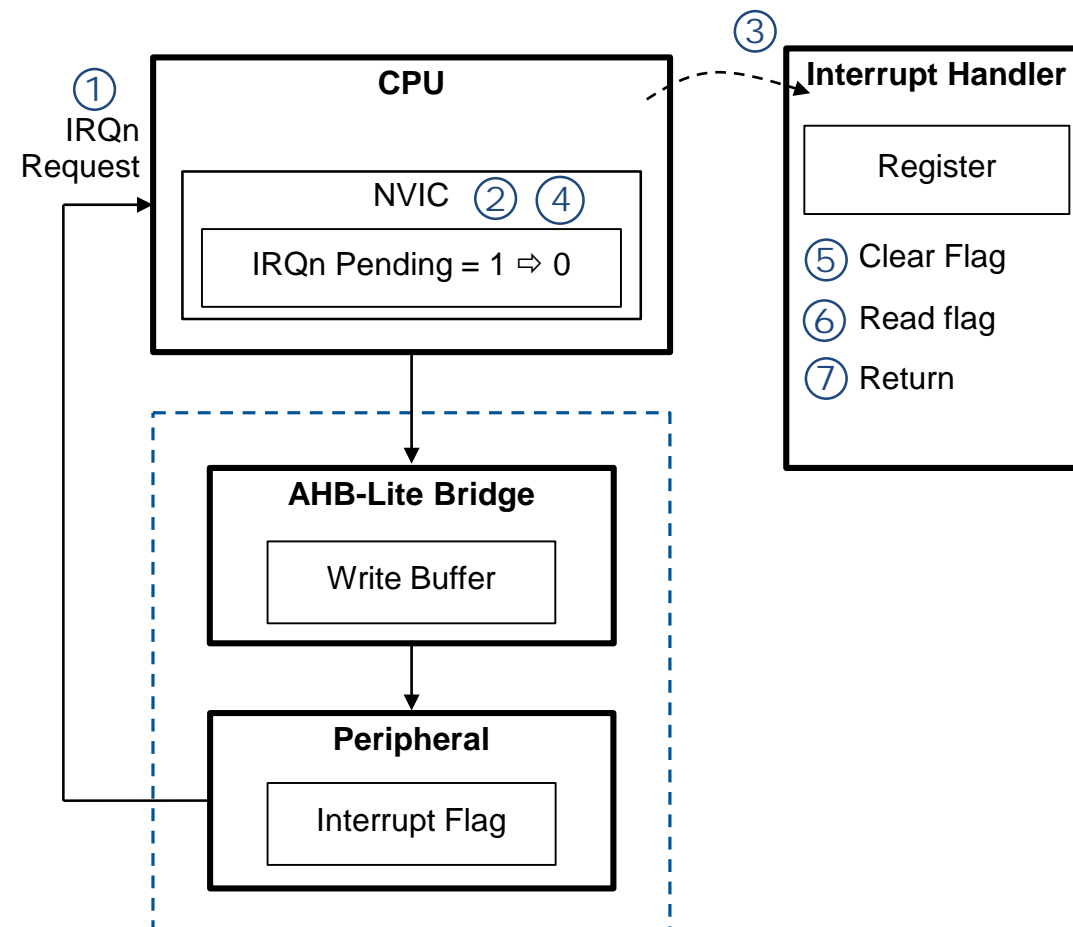 ③
CPU
Interrupt Handler
①
IRQn
Request
Register
NVIC ② ④
IRQn Pending = 1 ⇨ 0
⑤ Clear Flag
⑥ Read flag
⑦ Return
AHB-Lite Bridge
Write Buffer
Peripheral
Interrupt Flag